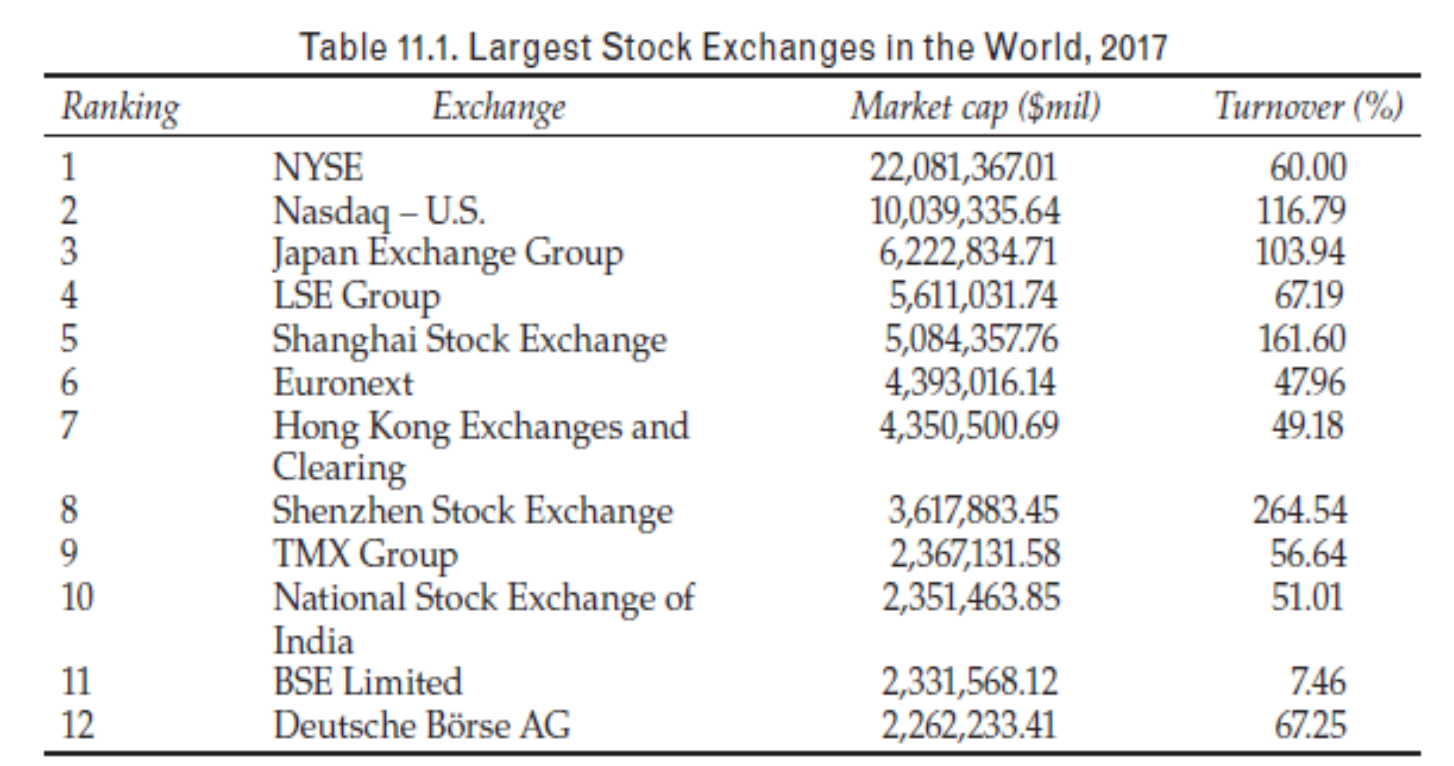 Table 11.1. Largest Stock Exchanges in the World, 2017
Ranking Exchange Market cap ($mil) Turnover (%)
1 NYSE 22,081,367.01 60.00
2 Nasdaq – U.S. 10,039,335.64 116.79
3 Japan Exchange Group 6,222,834.71 103.94
4 LSE Group 5,611,031.74 67.19
5 Shanghai Stock Exchange 5,084,357.76 161.60
6 Euronext 4,393,016.14 47.96
7 Hong Kong Exchanges and 4,350,500.69 49.18
Clearing
8 Shenzhen Stock Exchange 3,617,883.45 264.54
9 TMX Group 2,367,131.58 56.64
10 National Stock Exchange of 2,351,463.85 51.01
India
11 BSE Limited 2,331,568.12 7.46
12 Deutsche Börse AG 2,262,233.41 67.25